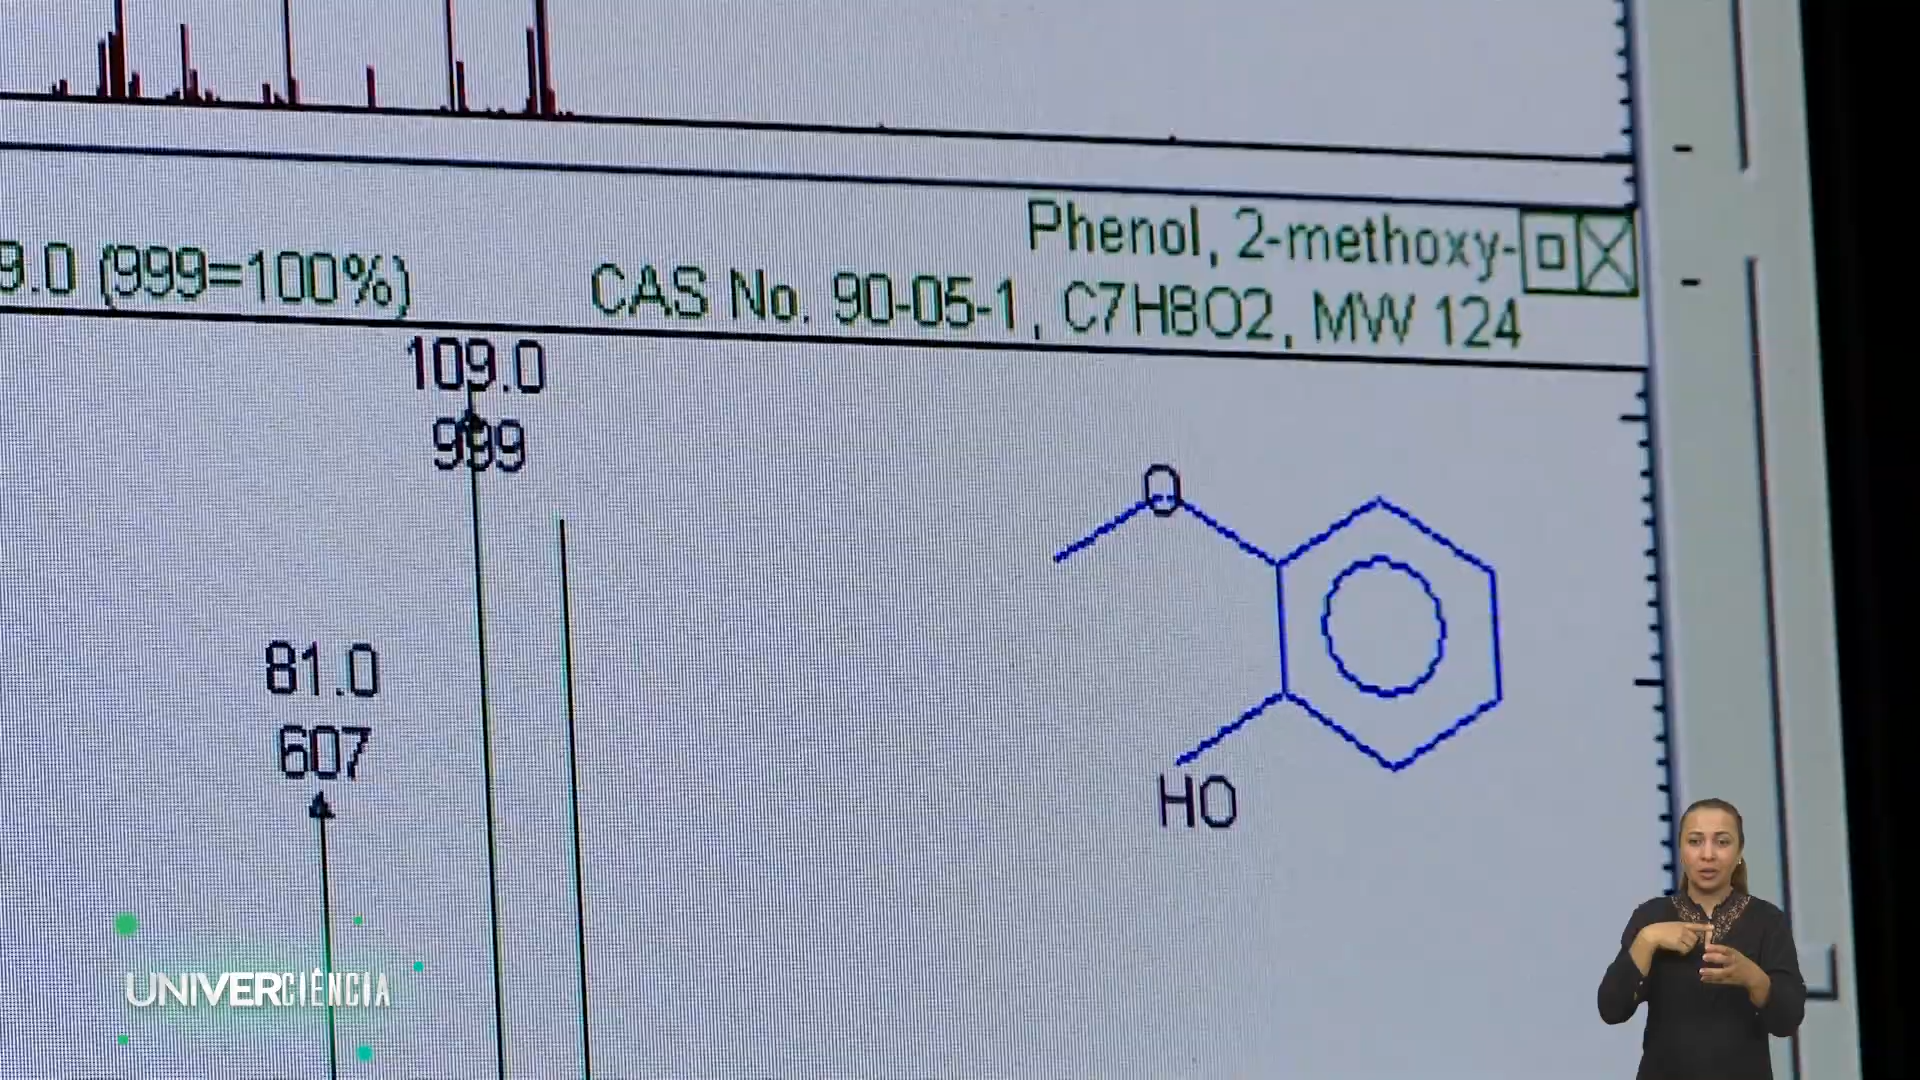 Phenol, 2-methoxy-
9.0 (999=100%)
CAS No. 90-05-1, C7H8O2, MW 124
109.0
999
O
81.0
607
HO
UNIVERCIÊNCIA